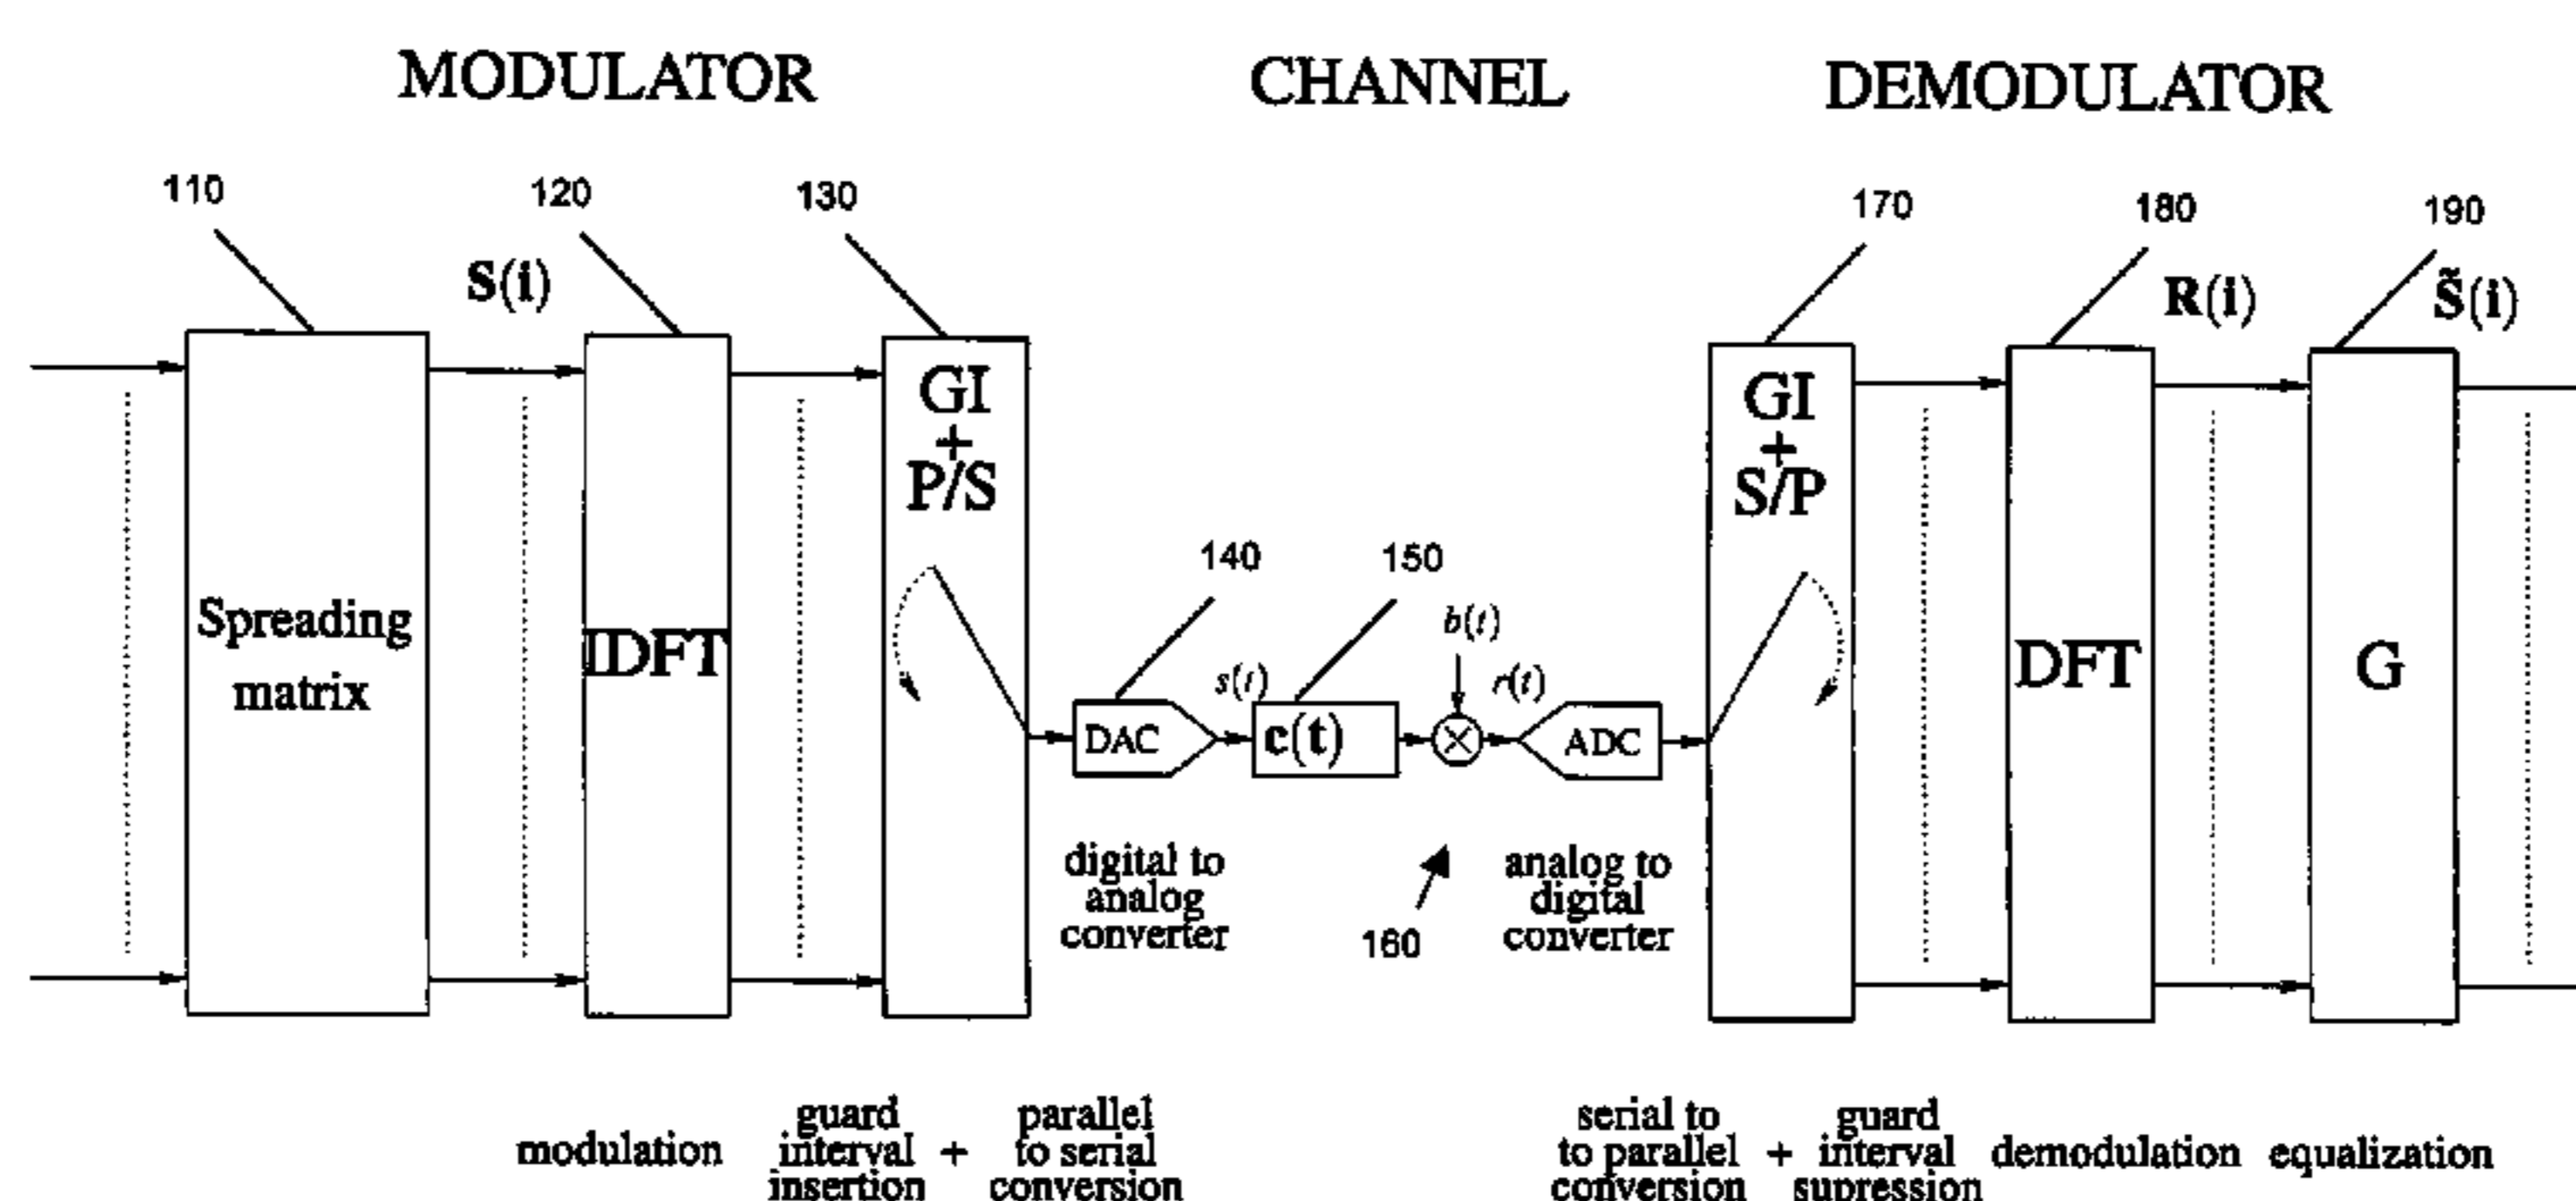 MODULATOR CHANNEL DEMODULATOR
110 120 130 170 180 190
S(i) R(i) S̃(i)
GI + P/S
GI + S/P
140 150
Spreading matrix
IDFT
b(t)
s(t) r(t)
DFT
G
DAC c(t) ADC
digital to analog converter
160
analog to digital converter
modulation
guard interval insertion + parallel to serial conversion
serial to to parallel conversion + guard interval supression
demodulation
equalization